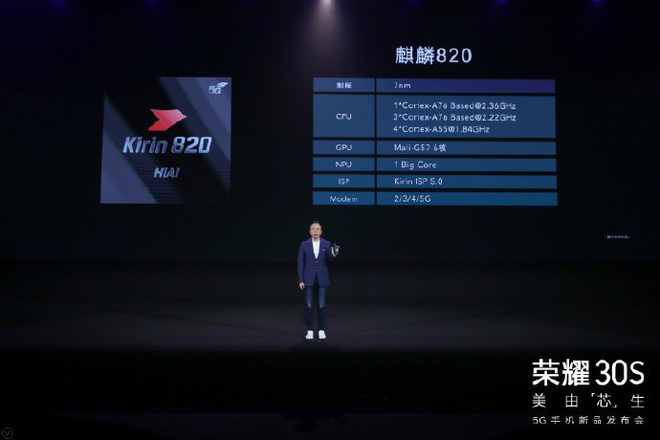 麒麟820
5G
Kirin 820
HiAI
制程 7nm
CPU 1*Cortex-A76 Based@2.36GHz
3*Cortex-A76 Based@2.22GHz
4*Cortex-A55@1.84GHz
GPU Mali-G57 6核
NPU 1 Big Core
ISP Kirin ISP 5.0
Modem 2/3/4/5G
荣耀30S
美由「芯」生
5G手机新品发布会